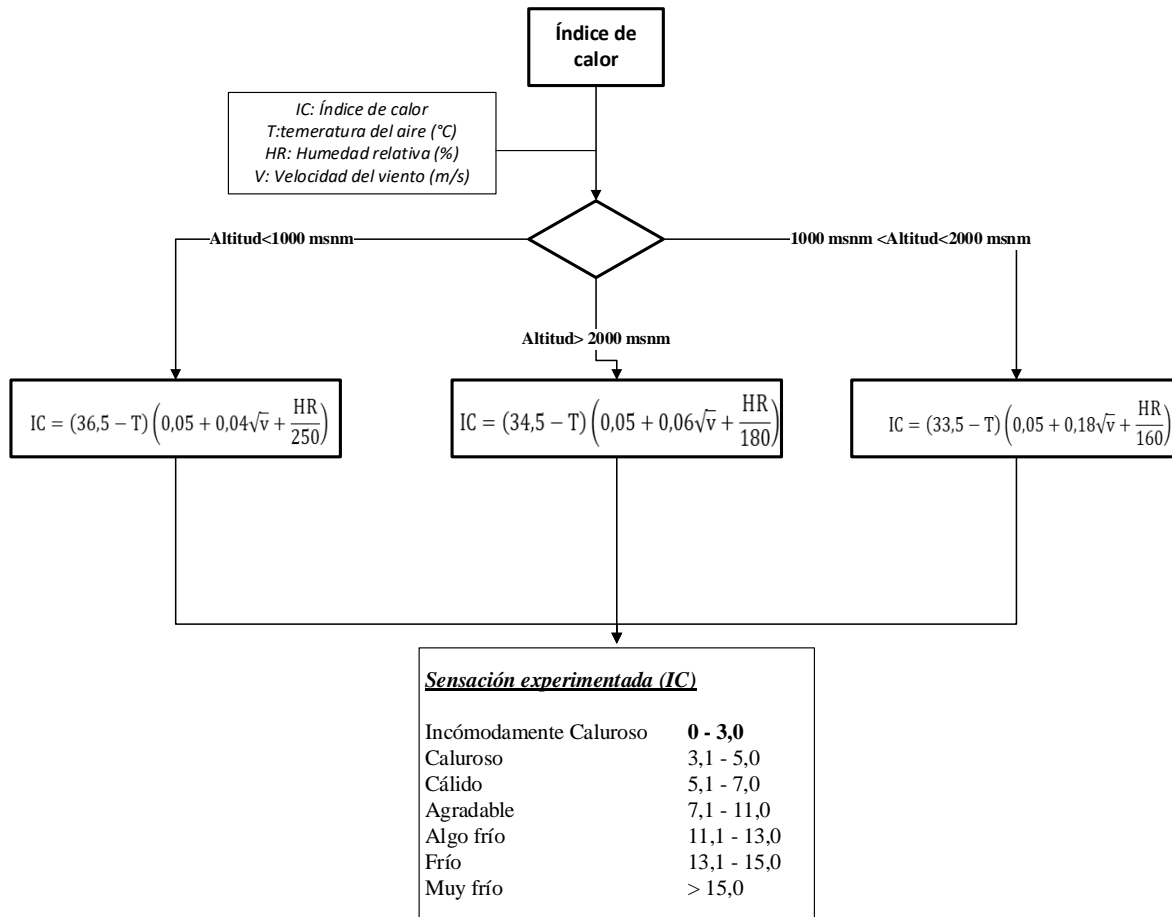 Índice de
calor
IC: Índice de calor
T:temeratura del aire (°C)
HR: Humedad relativa (%)
V: Velocidad del viento (m/s)
Altitud<1000 msnm
1000 msnm <Altitud<2000 msnm
Altitud> 2000 msnm
IC = (36,5 − T) (0,05 + 0,04√v + HR/250)
IC = (34,5 − T) (0,05 + 0,06√v + HR/180)
IC = (33,5 − T) (0,05 + 0,18√v + HR/160)
Sensación experimentada (IC)
Incómodamente Caluroso 0 - 3,0
Caluroso 3,1 - 5,0
Cálido 5,1 - 7,0
Agradable 7,1 - 11,0
Algo frío 11,1 - 13,0
Frío 13,1 - 15,0
Muy frío > 15,0